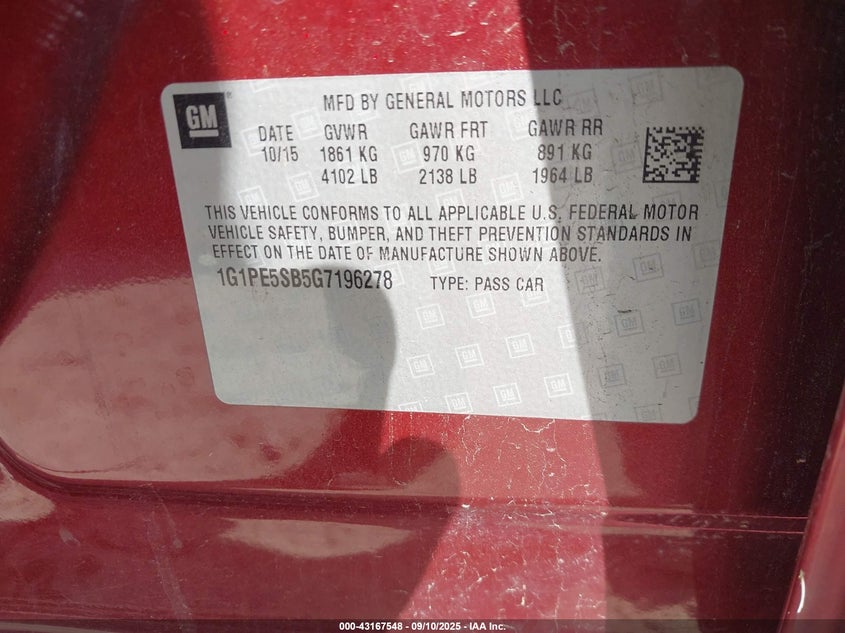 GM
MFD BY GENERAL MOTORS LLC
DATE GVWR GAWR FRT GAWR RR
10/15 1861 KG 970 KG 891 KG
4102 LB 2138 LB 1964 LB
THIS VEHICLE CONFORMS TO ALL APPLICABLE U.S. FEDERAL MOTOR
VEHICLE SAFETY, BUMPER, AND THEFT PREVENTION STANDARDS IN
EFFECT ON THE DATE OF MANUFACTURE SHOWN ABOVE.
1G1PE5SB5G7196278 TYPE: PASS CAR
000-43167548 - 09/10/2025 - IAA Inc.